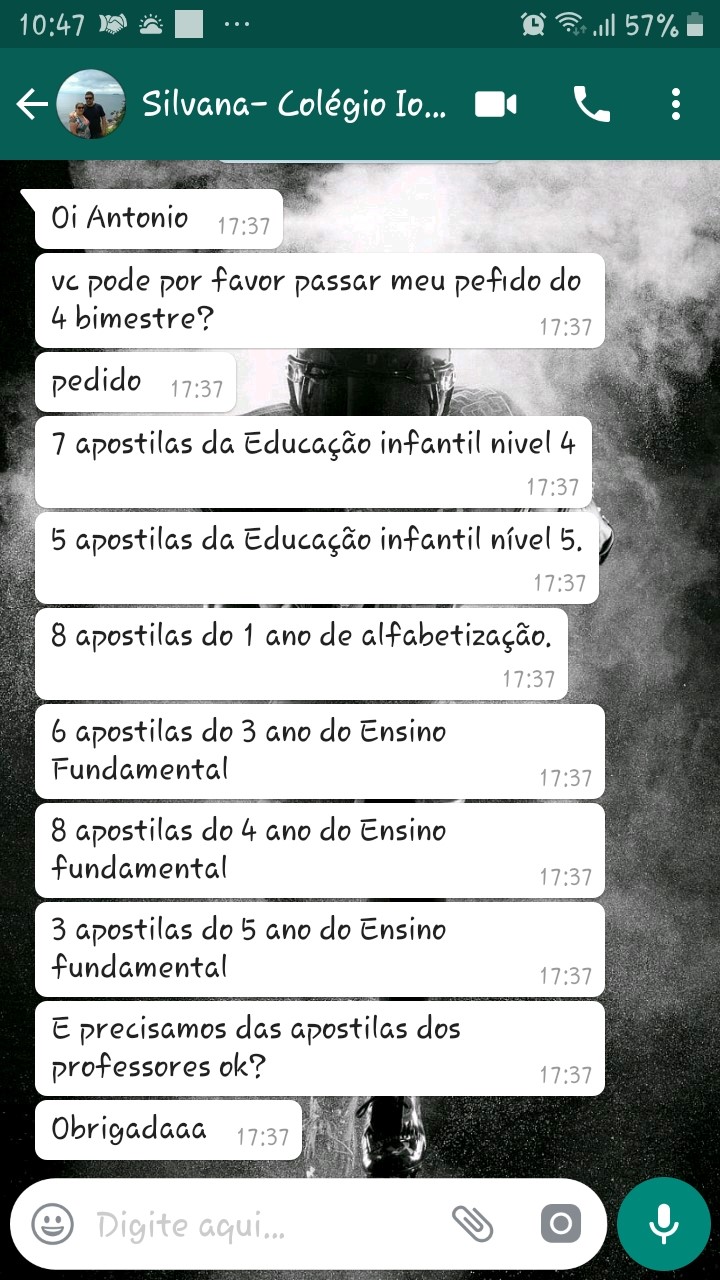 10:47 ... 57%
Silvana- Colégio Io...
Oi Antonio 17:37
vc pode por favor passar meu pefido do
4 bimestre? 17:37
pedido 17:37
7 apostilas da Educação infantil nivel 4
17:37
5 apostilas da Educação infantil nível 5.
17:37
8 apostilas do 1 ano de alfabetização.
17:37
6 apostilas do 3 ano do Ensino
Fundamental 17:37
8 apostilas do 4 ano do Ensino
fundamental 17:37
3 apostilas do 5 ano do Ensino
fundamental 17:37
E precisamos das apostilas dos
professores ok? 17:37
Obrigadaaa 17:37
Digite aqui...